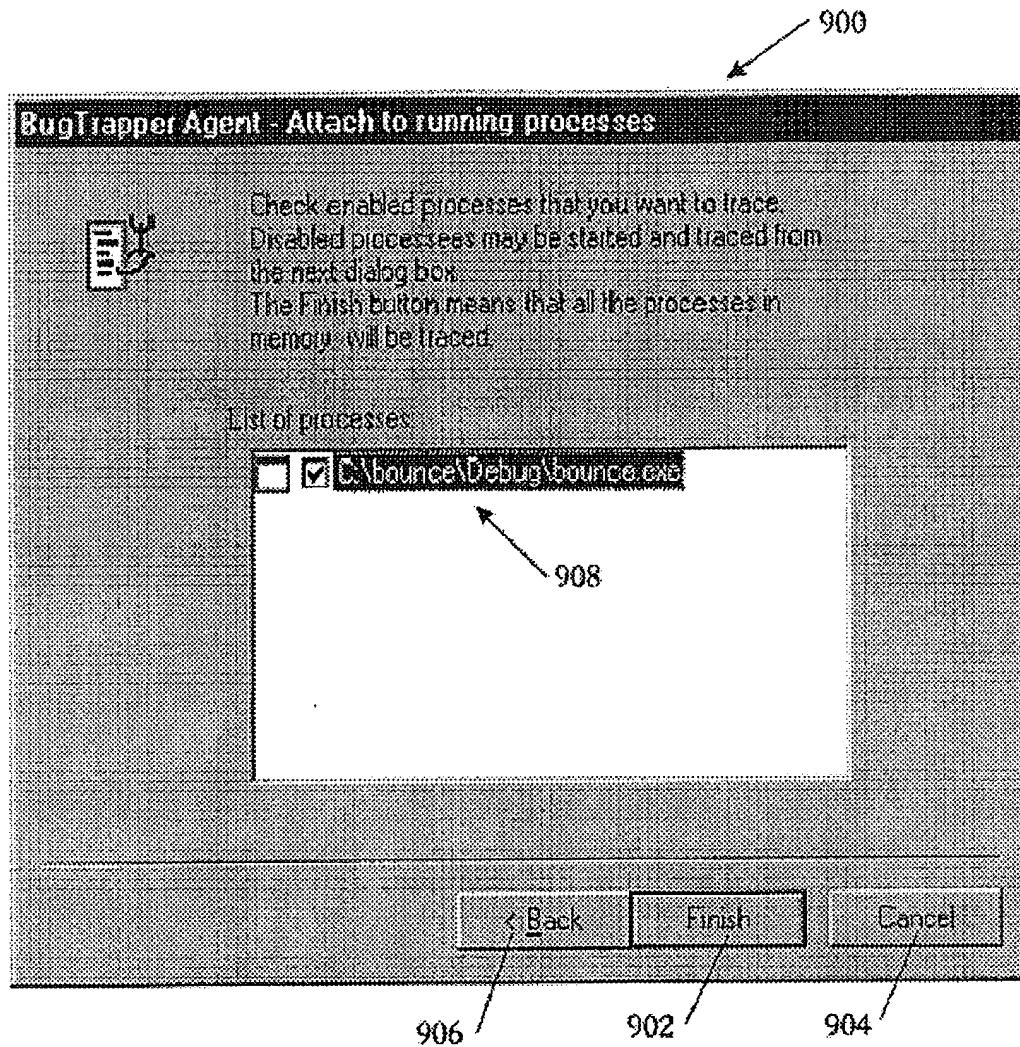 900
BugTrapper Agent - Attach to running processes
Check enabled processes that you want to trace.
Disabled processees may be started and traced from
the next dialog box.
The Finish button means that all the processes in
memory will be traced.
List of processes:
C:\bounce\Debug\bounce.exe
908
< Back
Finish
Cancel
906
902
904